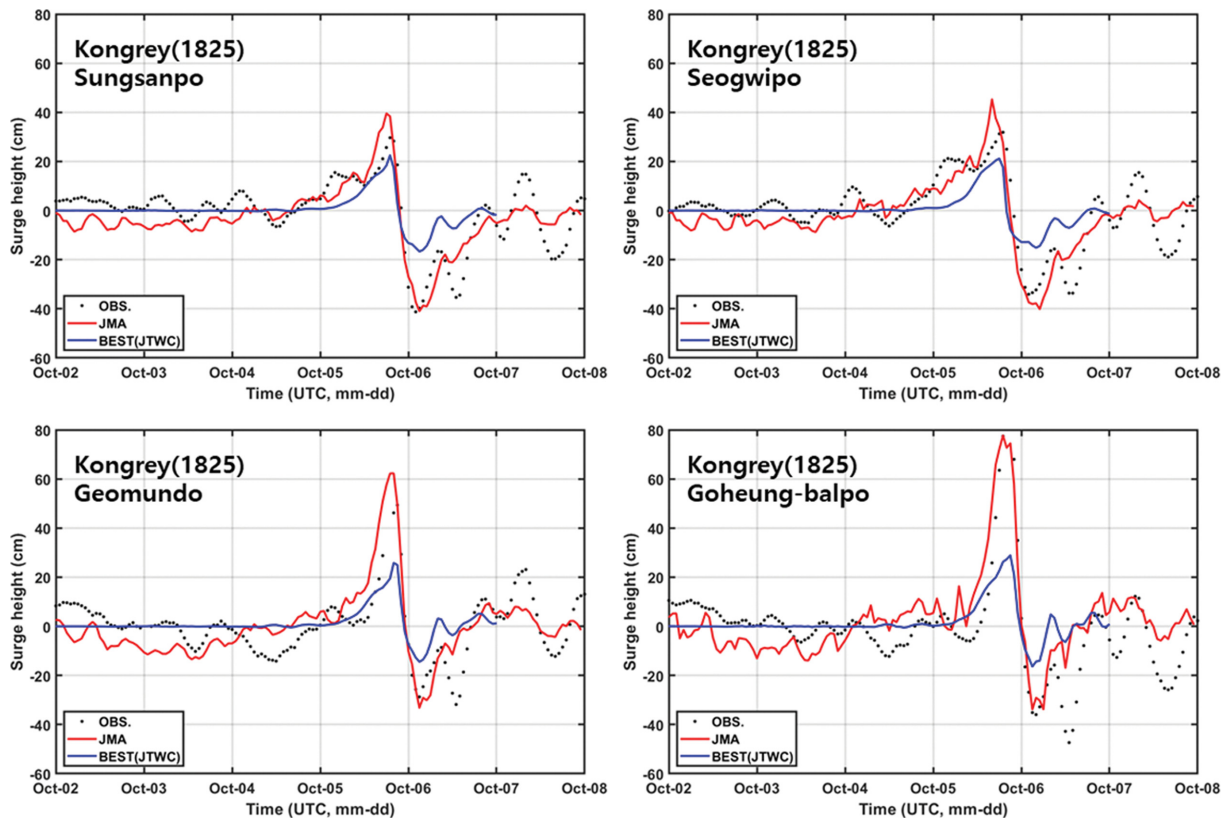 Kongrey(1825)
Sungsanpo
Surge height (cm)
80
60
40
20
0
-20
-40
-60
OBS.
JMA
BEST(JTWC)
Oct-02 Oct-03 Oct-04 Oct-05 Oct-06 Oct-07 Oct-08
Time (UTC, mm-dd)
Kongrey(1825)
Seogwipo
Surge height (cm)
80
60
40
20
0
-20
-40
-60
OBS.
JMA
BEST(JTWC)
Oct-02 Oct-03 Oct-04 Oct-05 Oct-06 Oct-07 Oct-08
Time (UTC, mm-dd)
Kongrey(1825)
Geomundo
Surge height (cm)
80
60
40
20
0
-20
-40
-60
OBS.
JMA
BEST(JTWC)
Oct-02 Oct-03 Oct-04 Oct-05 Oct-06 Oct-07 Oct-08
Time (UTC, mm-dd)
Kongrey(1825)
Goheung-balpo
Surge height (cm)
80
60
40
20
0
-20
-40
-60
OBS.
JMA
BEST(JTWC)
Oct-02 Oct-03 Oct-04 Oct-05 Oct-06 Oct-07 Oct-08
Time (UTC, mm-dd)